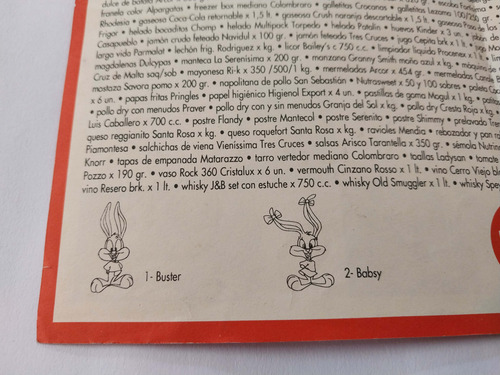 franela color Alpargatas • freezer box mediano Colombraro • galletitas Criocanos • galletitas
Rhodesia • gaseosa Coca-Cola retornable x 1,5 lt. • gaseosa Crush naranja descartable x 1,5 lt. • gaseosa
Frigor • helado bocaditos Chomp • helado Multipack Torpedo • helado Patalin • huevos Kinder x 3 un.
Casapueblo • jamón crudo feteado Navidul x 100 gr. • jamón feteado Tres Cruces • jugo Cepita brik x 1 lt. •
larga vida Parmalat • lechón frig. Rodriguez x kg. • licor Bailey's c 750 c.c. • limpiador líquido Procenex x 1 lt.
magdalenas Dulcypas • manteca La Serenísima x 200 gr. • manzana Granny Smith moño azul x kg. •
Cruz de Malta saq/sob • mayonesa Ri-k x 350 /500/1 kg. • mermeladas Arcor x 454 gr. • mermeladas
mostaza Savora pomo x 200 gr. • napolitana de pollo San Sebastián • Nutrasweet x 50 y 100 sobres • paleta
x 6 un. • papas fritas Pringles • papel higiénico Higienol Export x 4 un. • pastillas de goma Mogul x 1 kg. •
• pollo dry con menudos Praver • pollo dry con y sin menudos Granja del Sol x kg. • pollo dry Cresta Roja x kg.
Luis Caballero x 700 c.c. • postre Flandy • postre Mantecol • postre Serenito • postre Shimmy • prelavado
queso reggianito Santa Rosa x kg. • queso roquefort Santa Rosa x kg. • ravioles Mendia • rebozador y pan
Piamontesa • salchichas de viena Vienissima Tres Cruces • salsas Arisco Tarantella x 350 gr. • sémola
Knorr • tapas de empanada Matarazzo • tarro vertedor mediano Colombraro • toallas Ladysan • tomate
Pozzo x 190 gr. • vaso Rock 360 Cristalux x 6 un. • vermouth Cinzano Rosso x 1 lt. • vino Cerro Viejo
vino Resero brk. x 1 lt. • whisky J&B set con estuche x 750 c.c. • whisky Old Smuggler x 1 lt. • whisky
1- Buster
2- Babsy